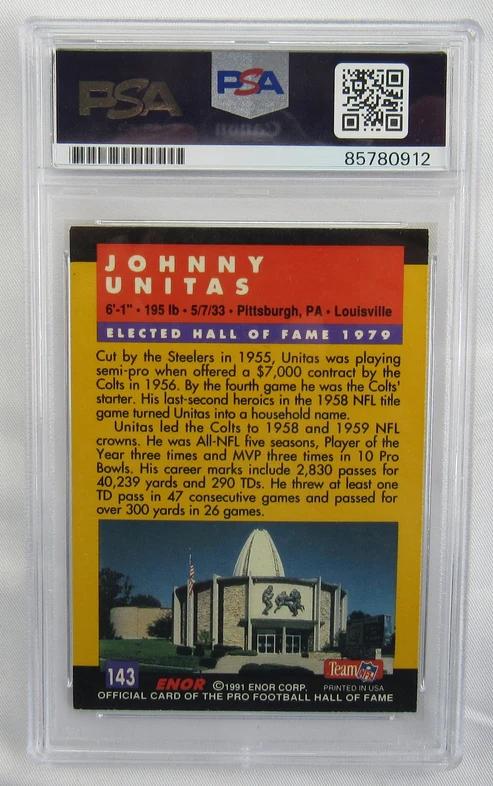 PSA
PSA
85780912
JOHNNY
UNITAS
6'-1" • 195 lb • 5/7/33 • Pittsburgh, PA • Louisville
ELECTED HALL OF FAME 1979
Cut by the Steelers in 1955, Unitas was playing
semi-pro when offered a $7,000 contract by the
Colts in 1956. By the fourth game he was the Colts'
starter. His last-second heroics in the 1958 NFL title
game turned Unitas into a household name.
Unitas led the Colts to 1958 and 1959 NFL
crowns. He was All-NFL five seasons, Player of the
Year three times and MVP three times in 10 Pro
Bowls. His career marks include 2,830 passes for
40,239 yards and 290 TDs. He threw at least one
TD pass in 47 consecutive games and passed for
over 300 yards in 26 games.
143
ENOR ©1991 ENOR CORP.
Team NFL
PRINTED IN USA
OFFICIAL CARD OF THE PRO FOOTBALL HALL OF FAME